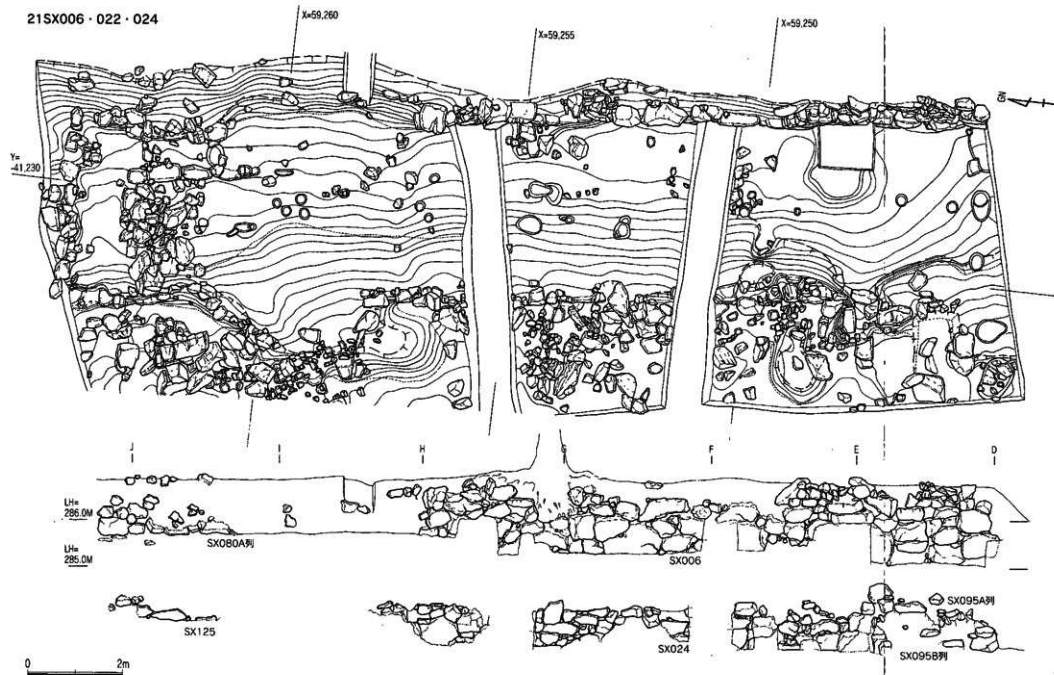 21SX006・022・024
X=59,260
X=59,255
X=59,250
GN
Y=
-41,230
J
I
H
G
F
E
D
LH=
286.0M
LH=
285.0M
SX080A列
SX006
SX125
SX024
SX095A列
SX095B列
0
2m